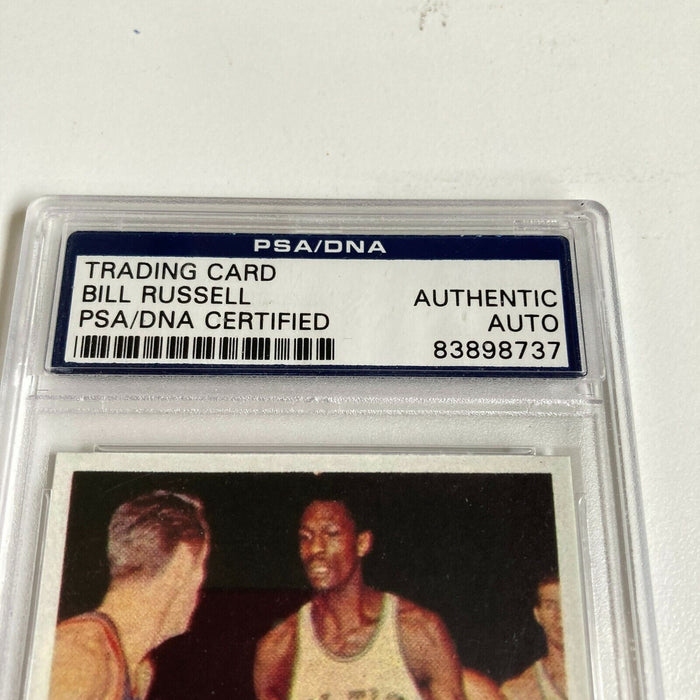 PSA/DNA
TRADING CARD
BILL RUSSELL
PSA/DNA CERTIFIED
AUTHENTIC
AUTO
83898737